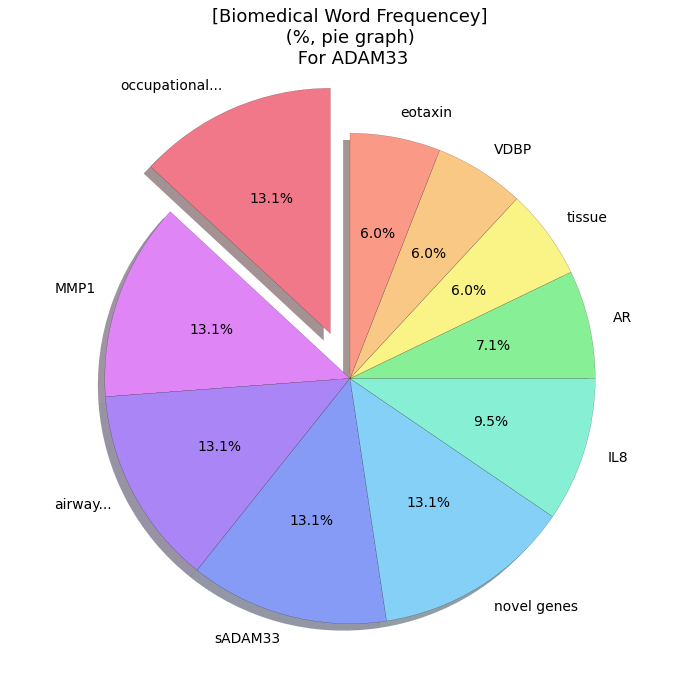 [Biomedical Word Frequencey]
(%, pie graph)
For ADAM33
occupational...
13.1%
eotaxin
6.0%
VDBP
6.0%
tissue
6.0%
AR
7.1%
IL8
9.5%
novel genes
13.1%
sADAM33
13.1%
airway...
13.1%
MMP1
13.1%